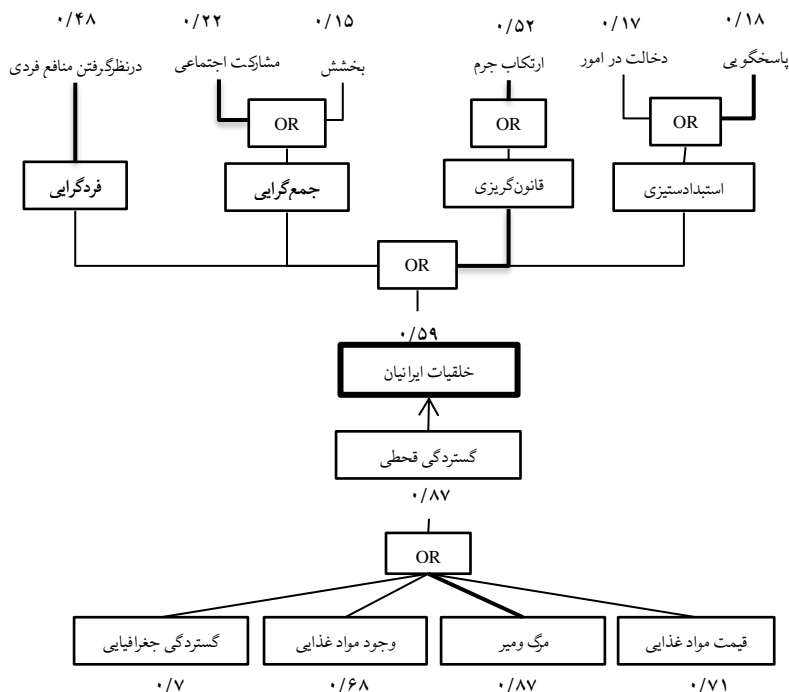 ۰/۱۸ ۰/۱۷ ۰/۵۲ ۰/۱۵ ۰/۲۲ ۰/۴۸
پاسخگویی دخالت در امور ارتکاب جرم بخشش مشارکت اجتماعی درنظرگرفتن منافع فردی
OR OR OR
استبدادستیزی قانون‌گریزی جمع‌گرایی فردگرایی
OR
۰/۵۹
خلقیات ایرانیان
گستردگی قحطی
۰/۸۷
OR
قیمت مواد غذایی مرگ ومیر وجود مواد غذایی گستردگی جغرافیایی
۰/۷۱ ۰/۸۷ ۰/۶۸ ۰/۷